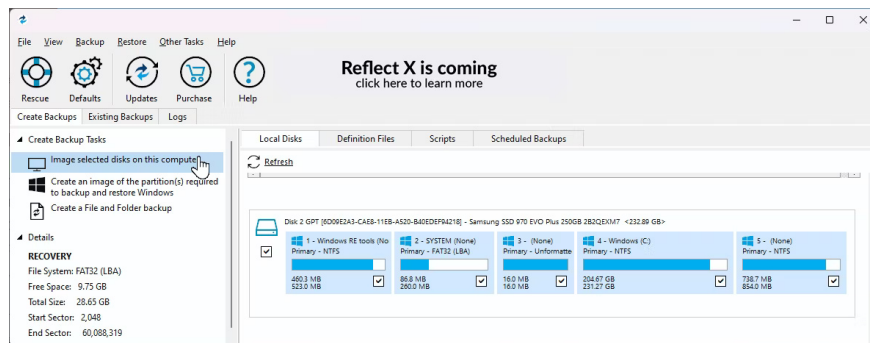 File View Backup Restore Other Tasks Help
Reflect X is coming
click here to learn more
Rescue Defaults Updates Purchase Help
Create Backups Existing Backups Logs
Create Backup Tasks
Image selected disks on this computer
Create an image of the partition(s) required
to backup and restore Windows
Create a File and Folder backup
Details
RECOVERY
File System: FAT32 (LBA)
Free Space: 9.75 GB
Total Size: 28.65 GB
Start Sector: 2,048
End Sector: 60,088,319
Local Disks Definition Files Scripts Scheduled Backups
Refresh
Disk 2 GPT [6D09E2A3-CAE8-11EB-A520-B40EDEF94218] - Samsung SSD 970 EVO Plus 250GB 2B2QEXM7 <232.89 GB>
1 - Windows RE tools (No
Primary - NTFS
460.3 MB
523.0 MB
2 - SYSTEM (None)
Primary - FAT32 (LBA)
86.8 MB
260.0 MB
3 - (None)
Primary - Unformatte
16.0 MB
16.0 MB
4 - Windows (C:)
Primary - NTFS
204.67 GB
231.27 GB
5 - (None)
Primary - NTFS
738.7 MB
854.0 MB